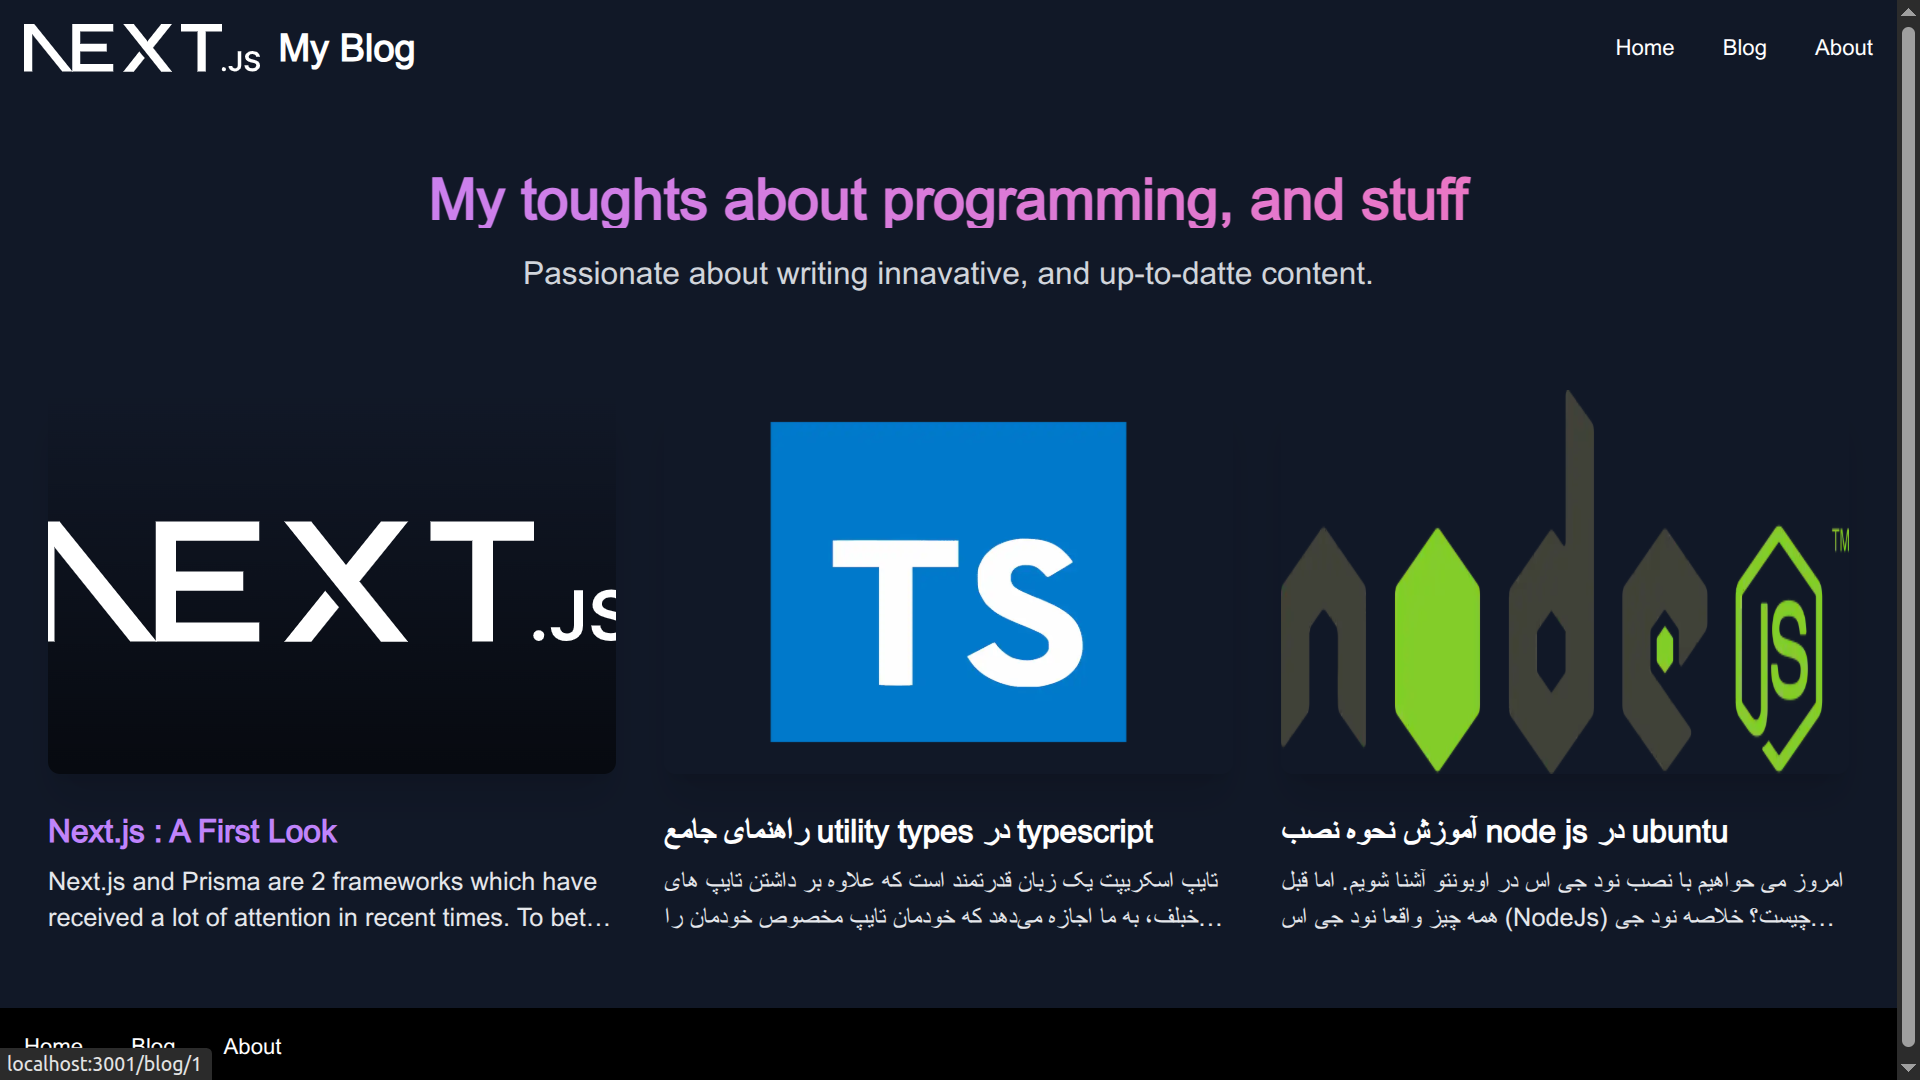 NEXT.JS My Blog
Home Blog About
My toughts about programming, and stuff
Passionate about writing innavative, and up-to-datte content.
NEXT.JS
TS
node JS TM
Next.js : A First Look
Next.js and Prisma are 2 frameworks which have
received a lot of attention in recent times. To bet…
راهنمای جامع utility types در typescript
تایپ اسکریپت یک زبان قدرتمند است که علاوه بر داشتن تایپ های
خبلف، به ما اجازه می‌دهد که خودمان تایپ مخصوص خودمان را…
آموزش نحوه نصب node js در ubuntu
امروز می حواهیم با نصب نود جی اس در اوبونتو آشنا شویم. اما قبل
همه چیز واقعا نود جی اس (NodeJs) چیست؟ خلاصه نود جی…
Home Blog About
localhost:3001/blog/1